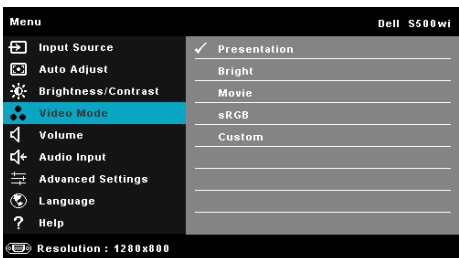 Menu
Dell S500wi
Input Source
Auto Adjust
Brightness/Contrast
Video Mode
Volume
Audio Input
Advanced Settings
Language
? Help
Presentation
Bright
Movie
sRGB
Custom
Resolution : 1280x800